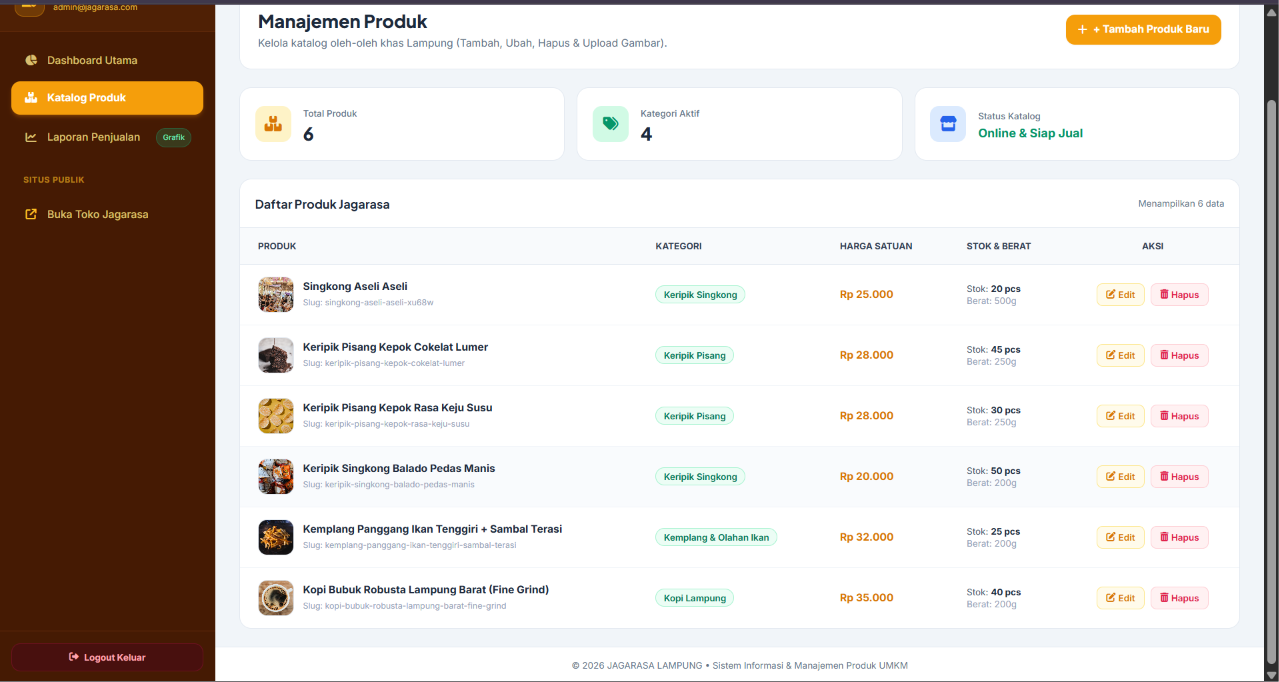 admin@jagarasa.com
Dashboard Utama
Katalog Produk
Laporan Penjualan Grafik
SITUS PUBLIK
Buka Toko Jagarasa
Logout Keluar
Manajemen Produk
Kelola katalog oleh-oleh khas Lampung (Tambah, Ubah, Hapus & Upload Gambar).
+ + Tambah Produk Baru
Total Produk
6
Kategori Aktif
4
Status Katalog
Online & Siap Jual
Daftar Produk Jagarasa
Menampilkan 6 data
PRODUK KATEGORI HARGA SATUAN STOK & BERAT AKSI
Singkong Aseli Aseli
Slug: singkong-aseli-aseli-xu68w
Keripik Singkong
Rp 25.000
Stok: 20 pcs
Berat: 500g
Edit Hapus
Keripik Pisang Kepok Cokelat Lumer
Slug: keripik-pisang-kepok-cokelat-lumer
Keripik Pisang
Rp 28.000
Stok: 45 pcs
Berat: 250g
Edit Hapus
Keripik Pisang Kepok Rasa Keju Susu
Slug: keripik-pisang-kepok-rasa-keju-susu
Keripik Pisang
Rp 28.000
Stok: 30 pcs
Berat: 250g
Edit Hapus
Keripik Singkong Balado Pedas Manis
Slug: keripik-singkong-balado-pedas-manis
Keripik Singkong
Rp 20.000
Stok: 50 pcs
Berat: 200g
Edit Hapus
Kemplang Panggang Ikan Tenggiri + Sambal Terasi
Slug: kemplang-panggang-ikan-tenggiri-sambal-terasi
Kemplang & Olahan Ikan
Rp 32.000
Stok: 25 pcs
Berat: 200g
Edit Hapus
Kopi Bubuk Robusta Lampung Barat (Fine Grind)
Slug: kopi-bubuk-robusta-lampung-barat-fine-grind
Kopi Lampung
Rp 35.000
Stok: 40 pcs
Berat: 200g
Edit Hapus
© 2026 JAGARASA LAMPUNG • Sistem Informasi & Manajemen Produk UMKM